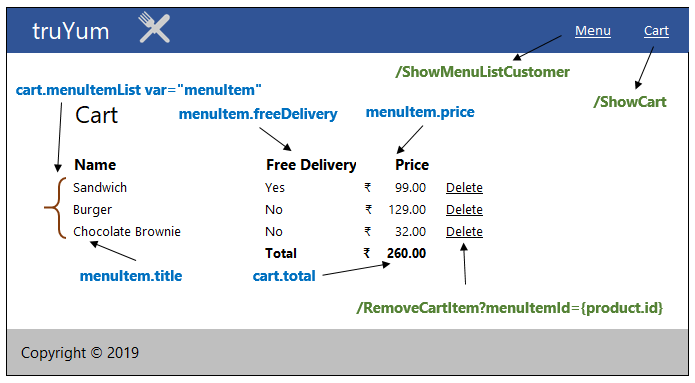 truYum Menu Cart
/ShowMenuListCustomer
cart.menuItemList var="menuItem"
/ShowCart
Cart menuItem.freeDelivery menuItem.price
Name Free Delivery Price
Sandwich Yes ₹ 99.00 Delete
Burger No ₹ 129.00 Delete
Chocolate Brownie No ₹ 32.00 Delete
Total ₹ 260.00
menuItem.title cart.total
/RemoveCartItem?menuItemId={product.id}
Copyright © 2019